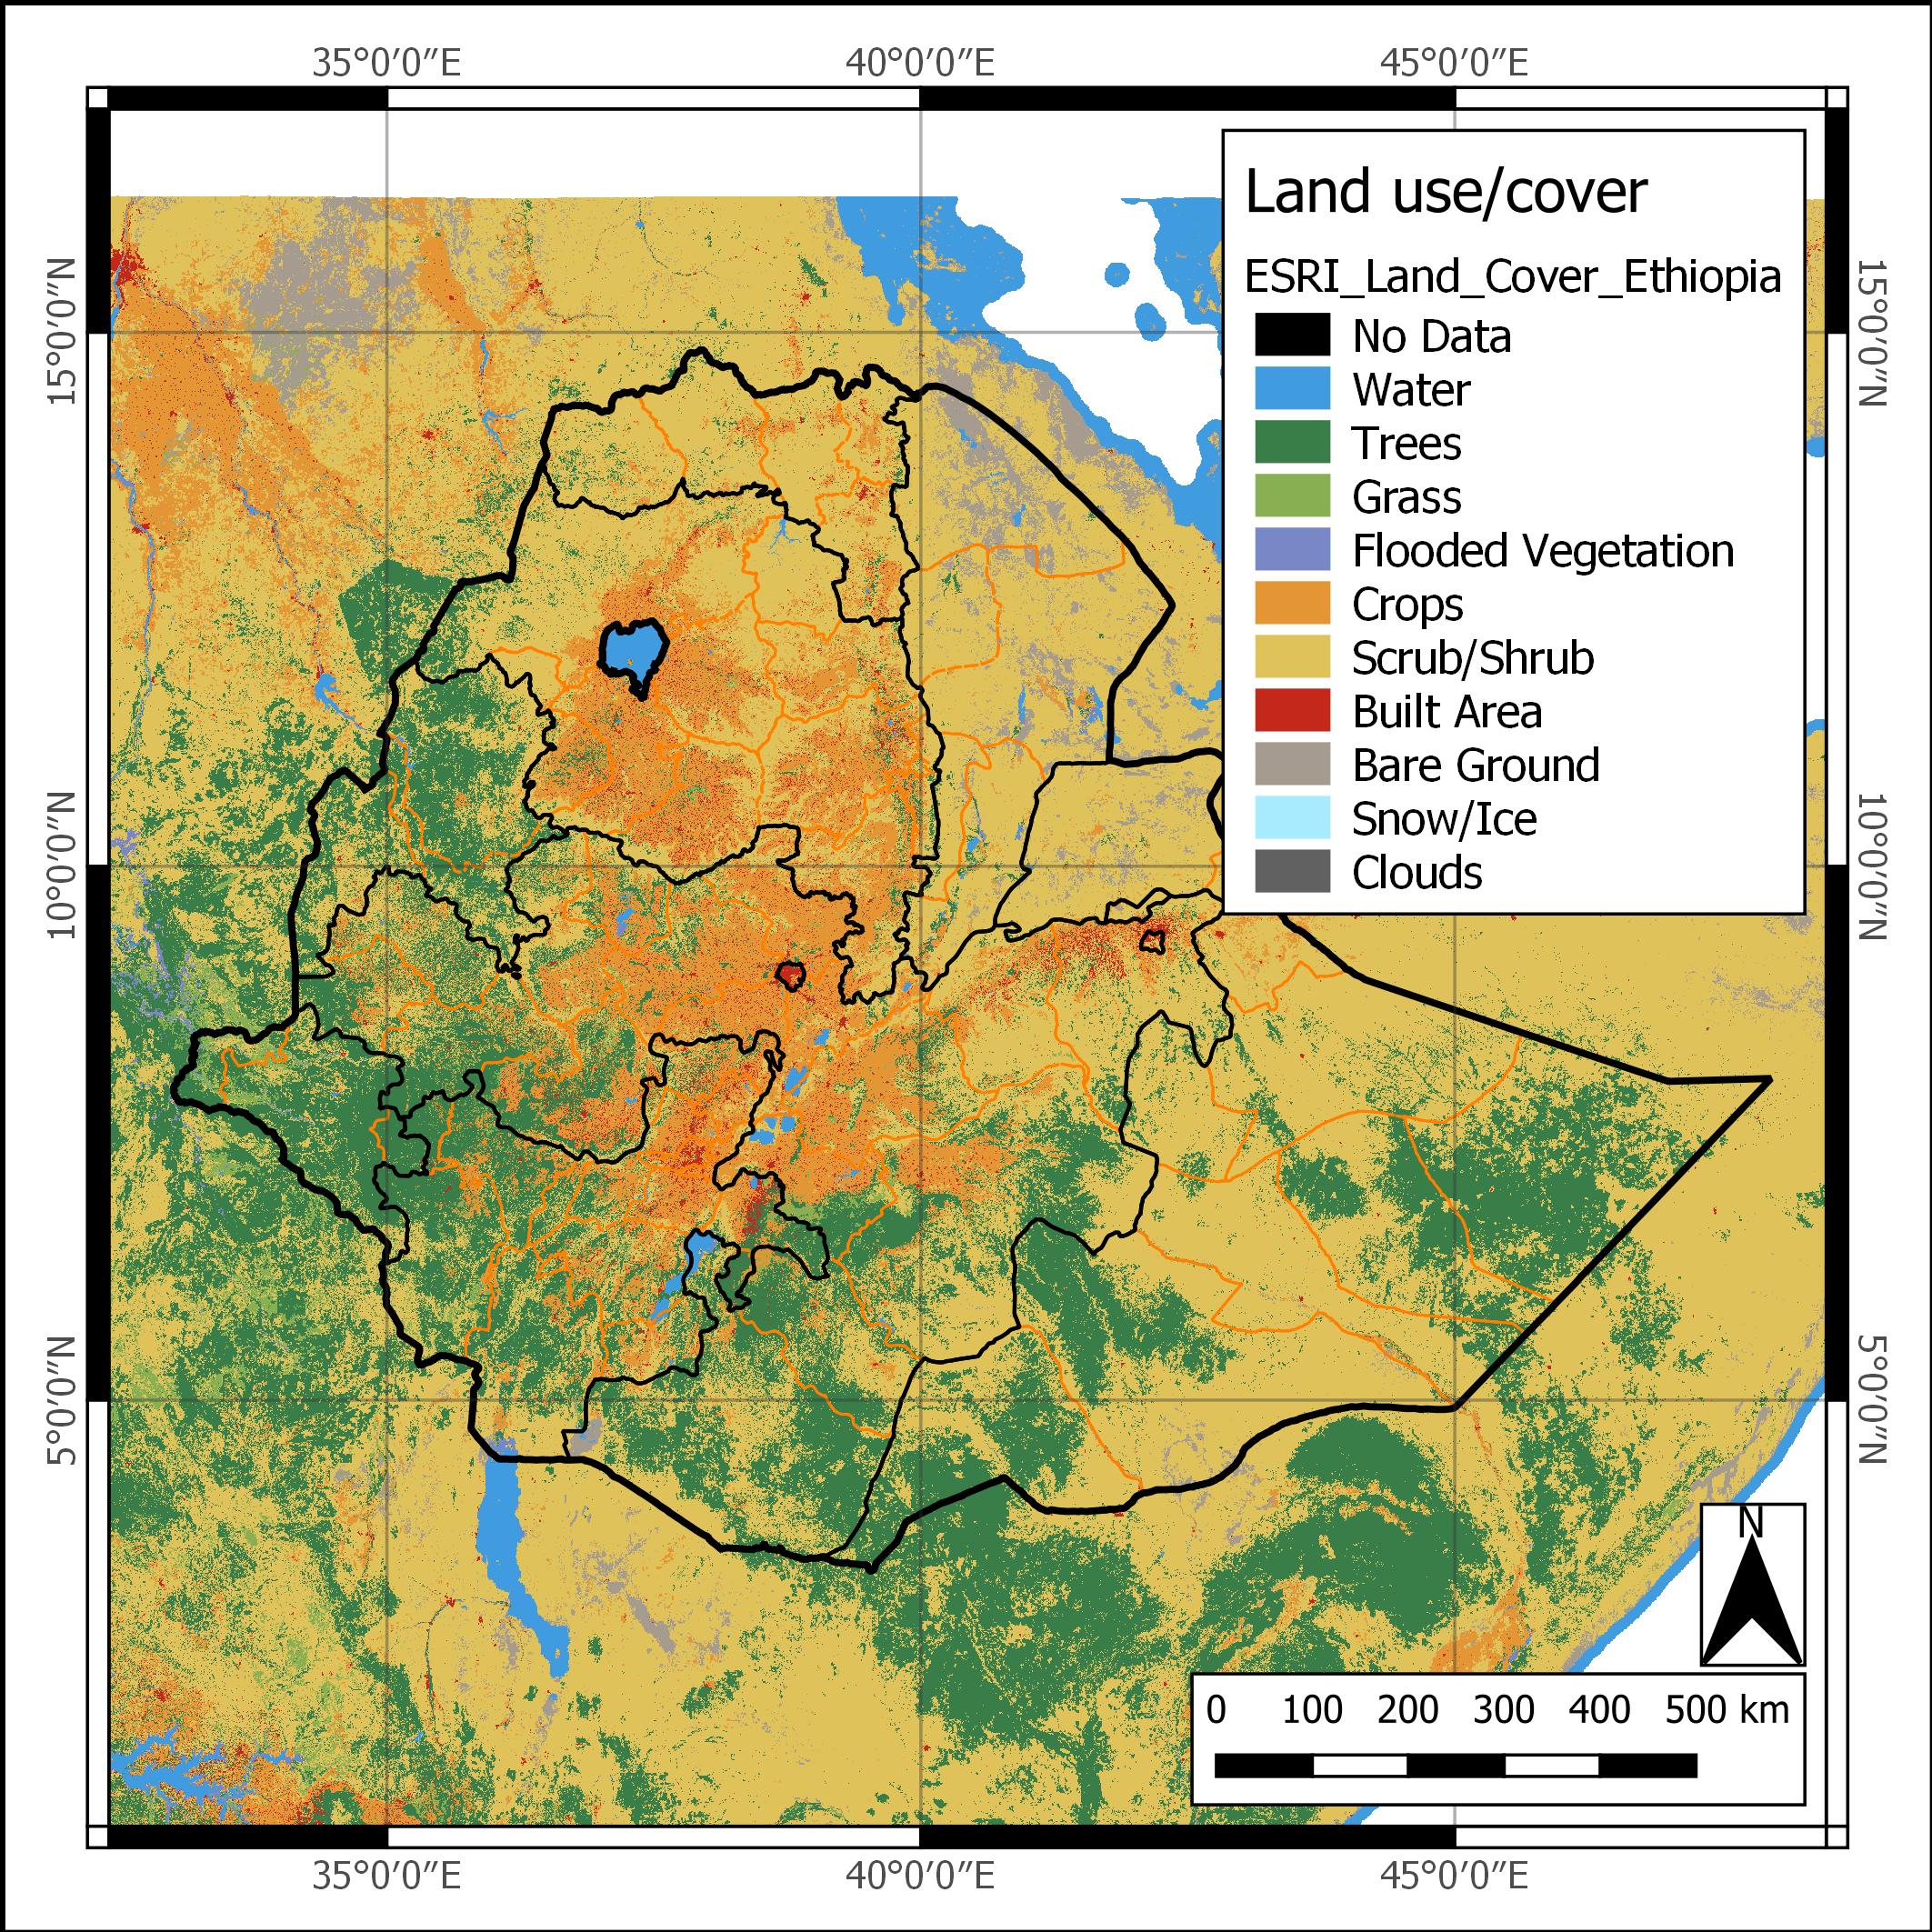 35°0′0″E 40°0′0″E 45°0′0″E
Land use/cover
ESRI_Land_Cover_Ethiopia
No Data
Water
Trees
Grass
Flooded Vegetation
Crops
Scrub/Shrub
Built Area
Bare Ground
Snow/Ice
Clouds
15°0′0″N 15°0′0″N
10°0′0″N 10°0′0″N
5°0′0″N 5°0′0″N
N
0 100 200 300 400 500 km
35°0′0″E 40°0′0″E 45°0′0″E